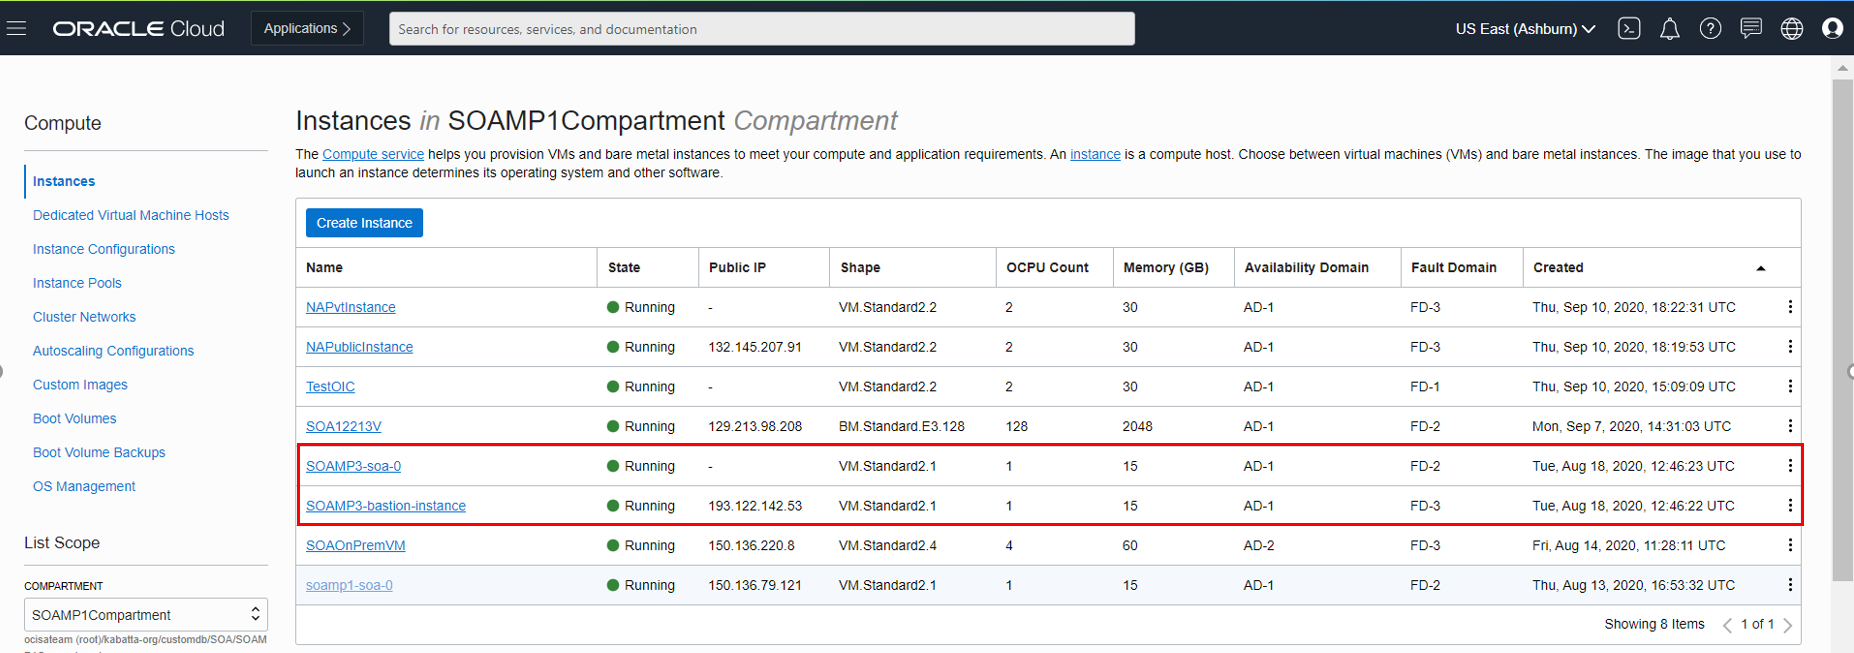 ORACLE Cloud
Applications >
Search for resources, services, and documentation
US East (Ashburn)
Compute
Instances
Dedicated Virtual Machine Hosts
Instance Configurations
Instance Pools
Cluster Networks
Autoscaling Configurations
Custom Images
Boot Volumes
Boot Volume Backups
OS Management
List Scope
COMPARTMENT
SOAMP1Compartment
ocisateam (root)/kabatta-org/customdb/SOA/SOAM
Instances in SOAMP1Compartment Compartment
The Compute service helps you provision VMs and bare metal instances to meet your compute and application requirements. An instance is a compute host. Choose between virtual machines (VMs) and bare metal instances. The image that you use to
launch an instance determines its operating system and other software.
Create Instance
Name State Public IP Shape OCPU Count Memory (GB) Availability Domain Fault Domain Created
NAPvtInstance Running - VM.Standard2.2 2 30 AD-1 FD-3 Thu, Sep 10, 2020, 18:22:31 UTC
NAPublicInstance Running 132.145.207.91 VM.Standard2.2 2 30 AD-1 FD-3 Thu, Sep 10, 2020, 18:19:53 UTC
TestOIC Running - VM.Standard2.2 2 30 AD-1 FD-1 Thu, Sep 10, 2020, 15:09:09 UTC
SOA12213V Running 129.213.98.208 BM.Standard.E3.128 128 2048 AD-1 FD-2 Mon, Sep 7, 2020, 14:31:03 UTC
SOAMP3-soa-0 Running - VM.Standard2.1 1 15 AD-1 FD-2 Tue, Aug 18, 2020, 12:46:23 UTC
SOAMP3-bastion-instance Running 193.122.142.53 VM.Standard2.1 1 15 AD-1 FD-3 Tue, Aug 18, 2020, 12:46:22 UTC
SOAOnPremVM Running 150.136.220.8 VM.Standard2.4 4 60 AD-2 FD-3 Fri, Aug 14, 2020, 11:28:11 UTC
soamp1-soa-0 Running 150.136.79.121 VM.Standard2.1 1 15 AD-1 FD-2 Thu, Aug 13, 2020, 16:53:32 UTC
Showing 8 Items < 1 of 1 >